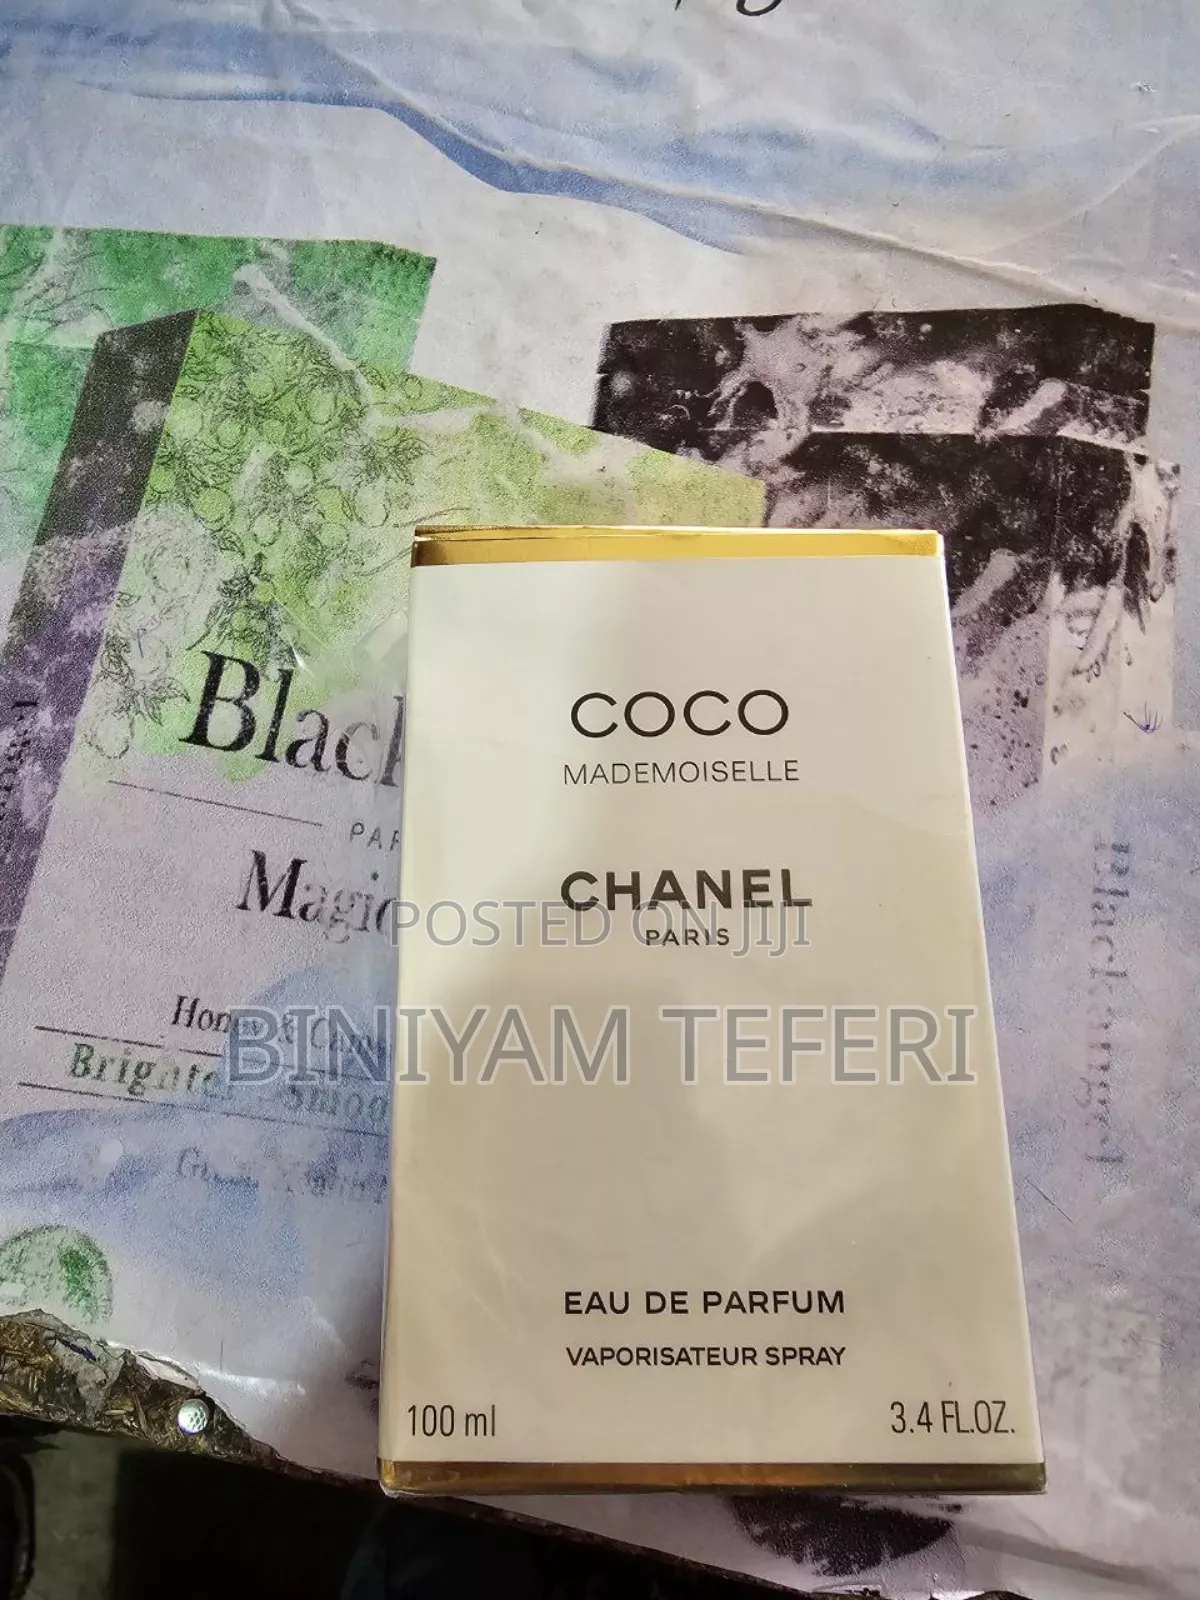 COCO
MADEMOISELLE
CHANEL
PARIS
POSTED ON JIJI
BINIYAM TEFERI
EAU DE PARFUM
VAPORISATEUR SPRAY
100 ml
3.4 FL.OZ.
Black
Magic
Honey &